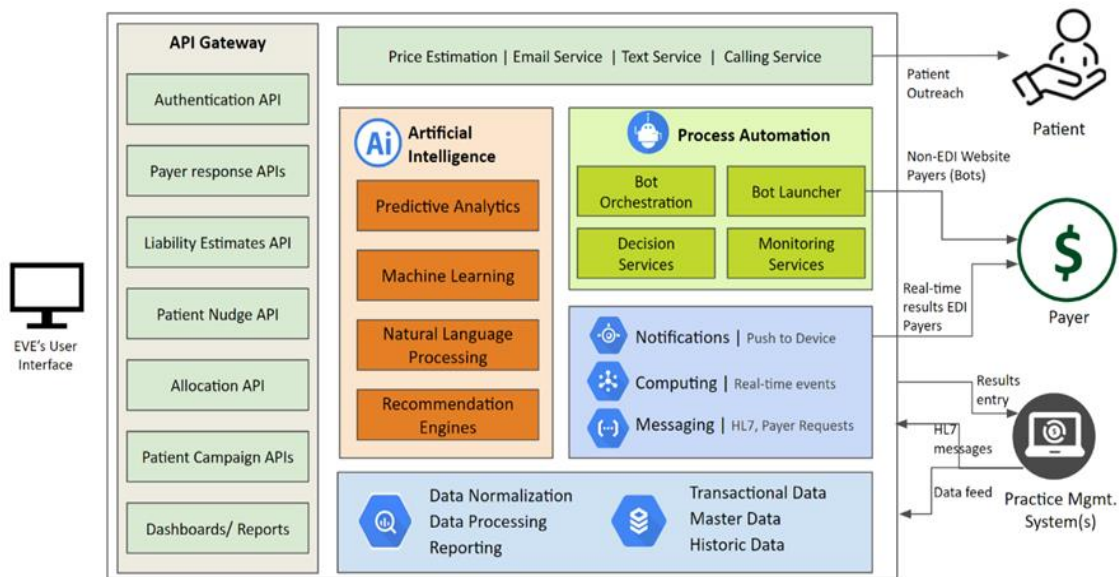 EVE's User
Interface
API Gateway
Authentication API
Payer response APIs
Liability Estimates API
Patient Nudge API
Allocation API
Patient Campaign APIs
Dashboards/ Reports
Price Estimation | Email Service | Text Service | Calling Service
Ai
Artificial
Intelligence
Predictive Analytics
Machine Learning
Natural Language
Processing
Recommendation
Engines
Process Automation
Bot
Orchestration
Bot Launcher
Decision
Services
Monitoring
Services
Notifications | Push to Device
Computing | Real-time events
Messaging | HL7, Payer Requests
Data Normalization
Data Processing
Reporting
Transactional Data
Master Data
Historic Data
Patient
Outreach
Patient
Non-EDI Website
Payers (Bots)
$
Payer
Real-time
results EDI
Payers
Results
entry
HL7
messages
Data feed
Practice Mgmt.
System(s)